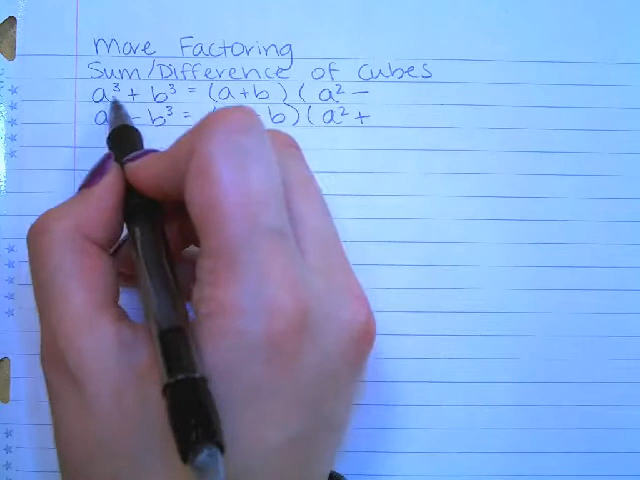 More Factoring
Sum/Difference of Cubes
a³ + b³ = (a + b) ( a² −
a − b³ = ( b) ( a² +